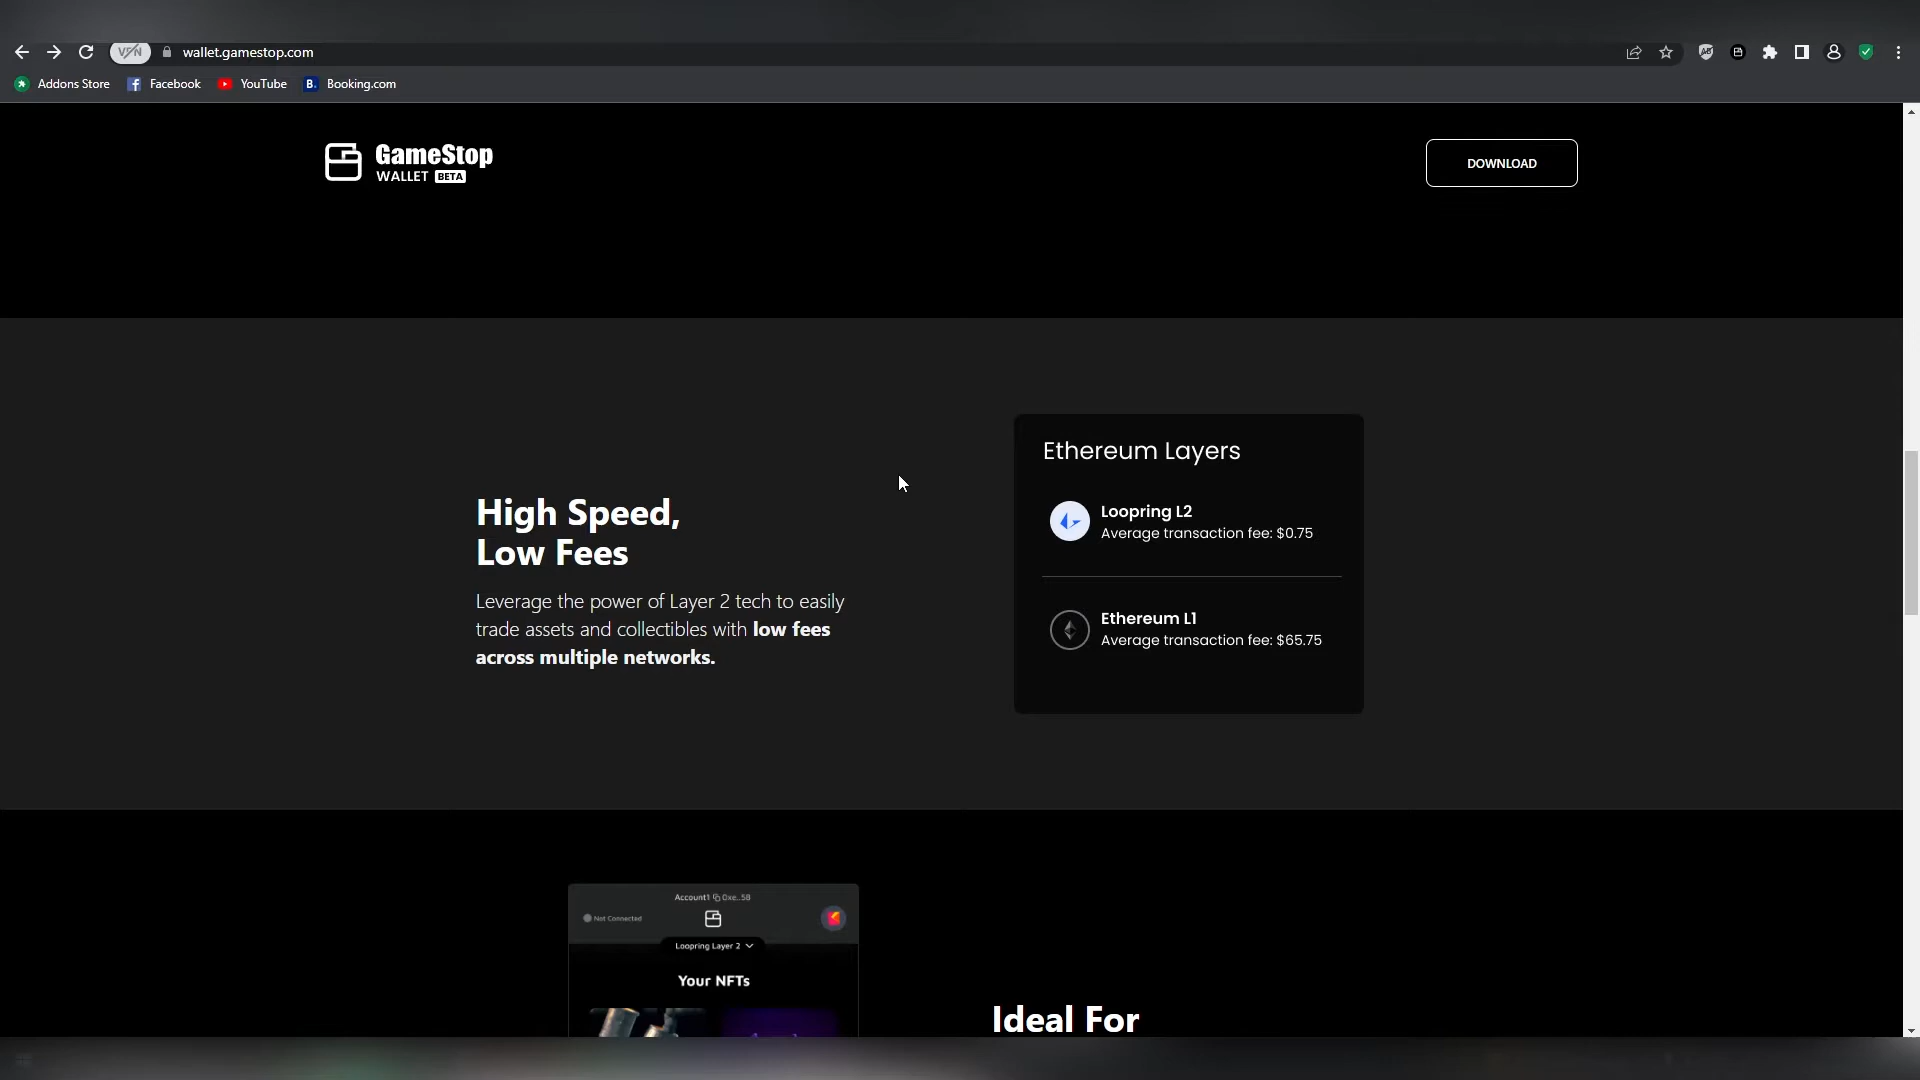 VPN
wallet.gamestop.com
Addons Store
Facebook
YouTube
B.
Booking.com
GameStop
WALLET BETA
DOWNLOAD
High Speed,
Low Fees
Leverage the power of Layer 2 tech to easily
trade assets and collectibles with low fees
across multiple networks.
Ethereum Layers
Loopring L2
Average transaction fee: $0.75
Ethereum L1
Average transaction fee: $65.75
Account1 0xe..58
Not Connected
Loopring Layer 2
Your NFTs
Ideal For